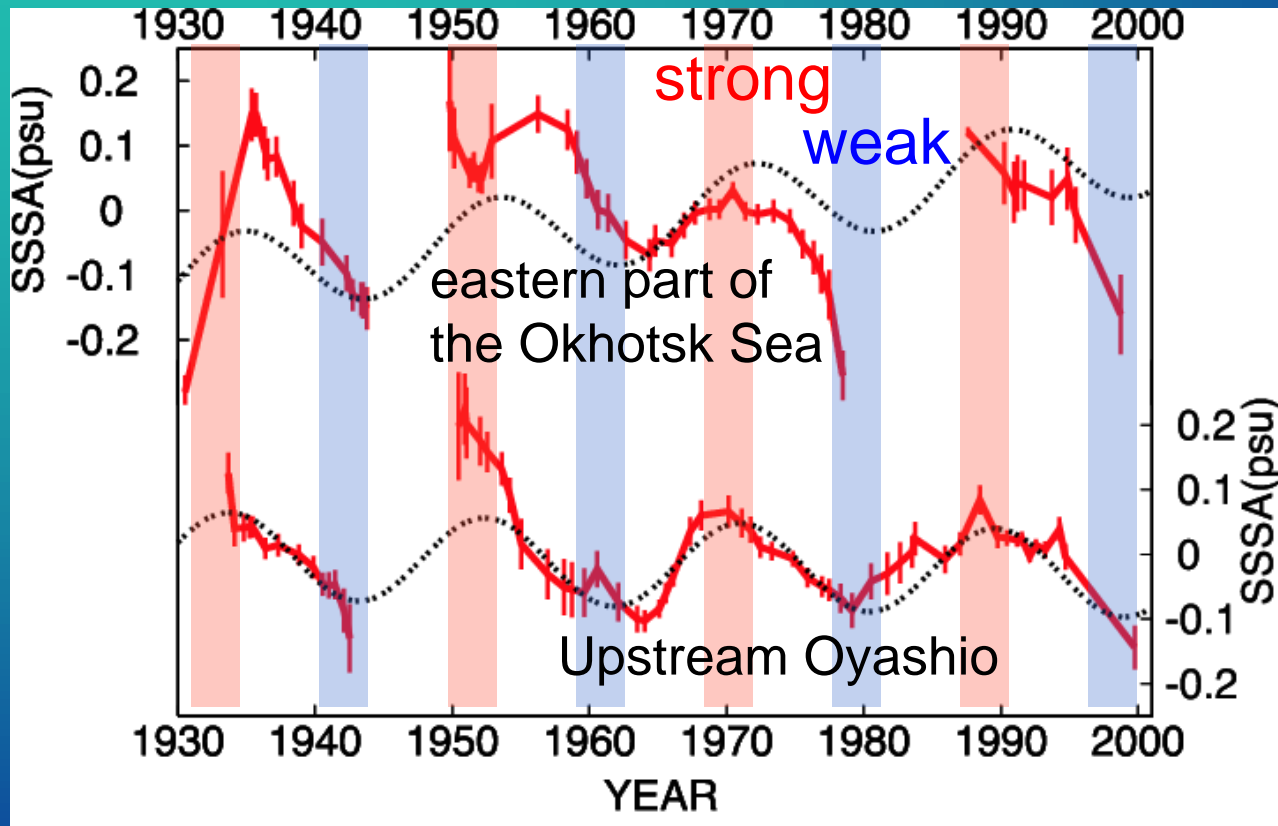 1930 1940 1950 1960 1970 1980 1990 2000
strong
weak
0.2
0.1
0
-0.1
-0.2
SSSA(psu)
eastern part of
the Okhotsk Sea
0.2
0.1
0
-0.1
-0.2
SSSA(psu)
Upstream Oyashio
1930 1940 1950 1960 1970 1980 1990 2000
YEAR